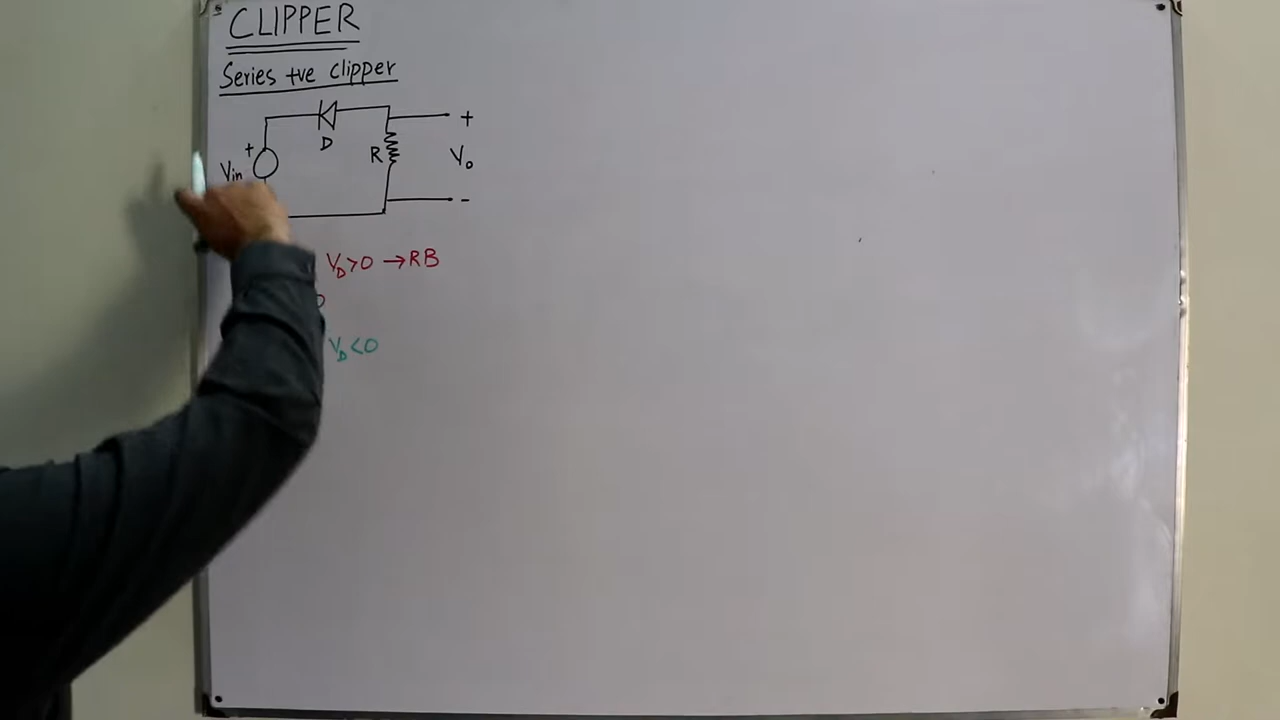 CLIPPER
Series +ve clipper
D
+
+
R
Vin
Vo
-
VD>0 →RB
VD<0